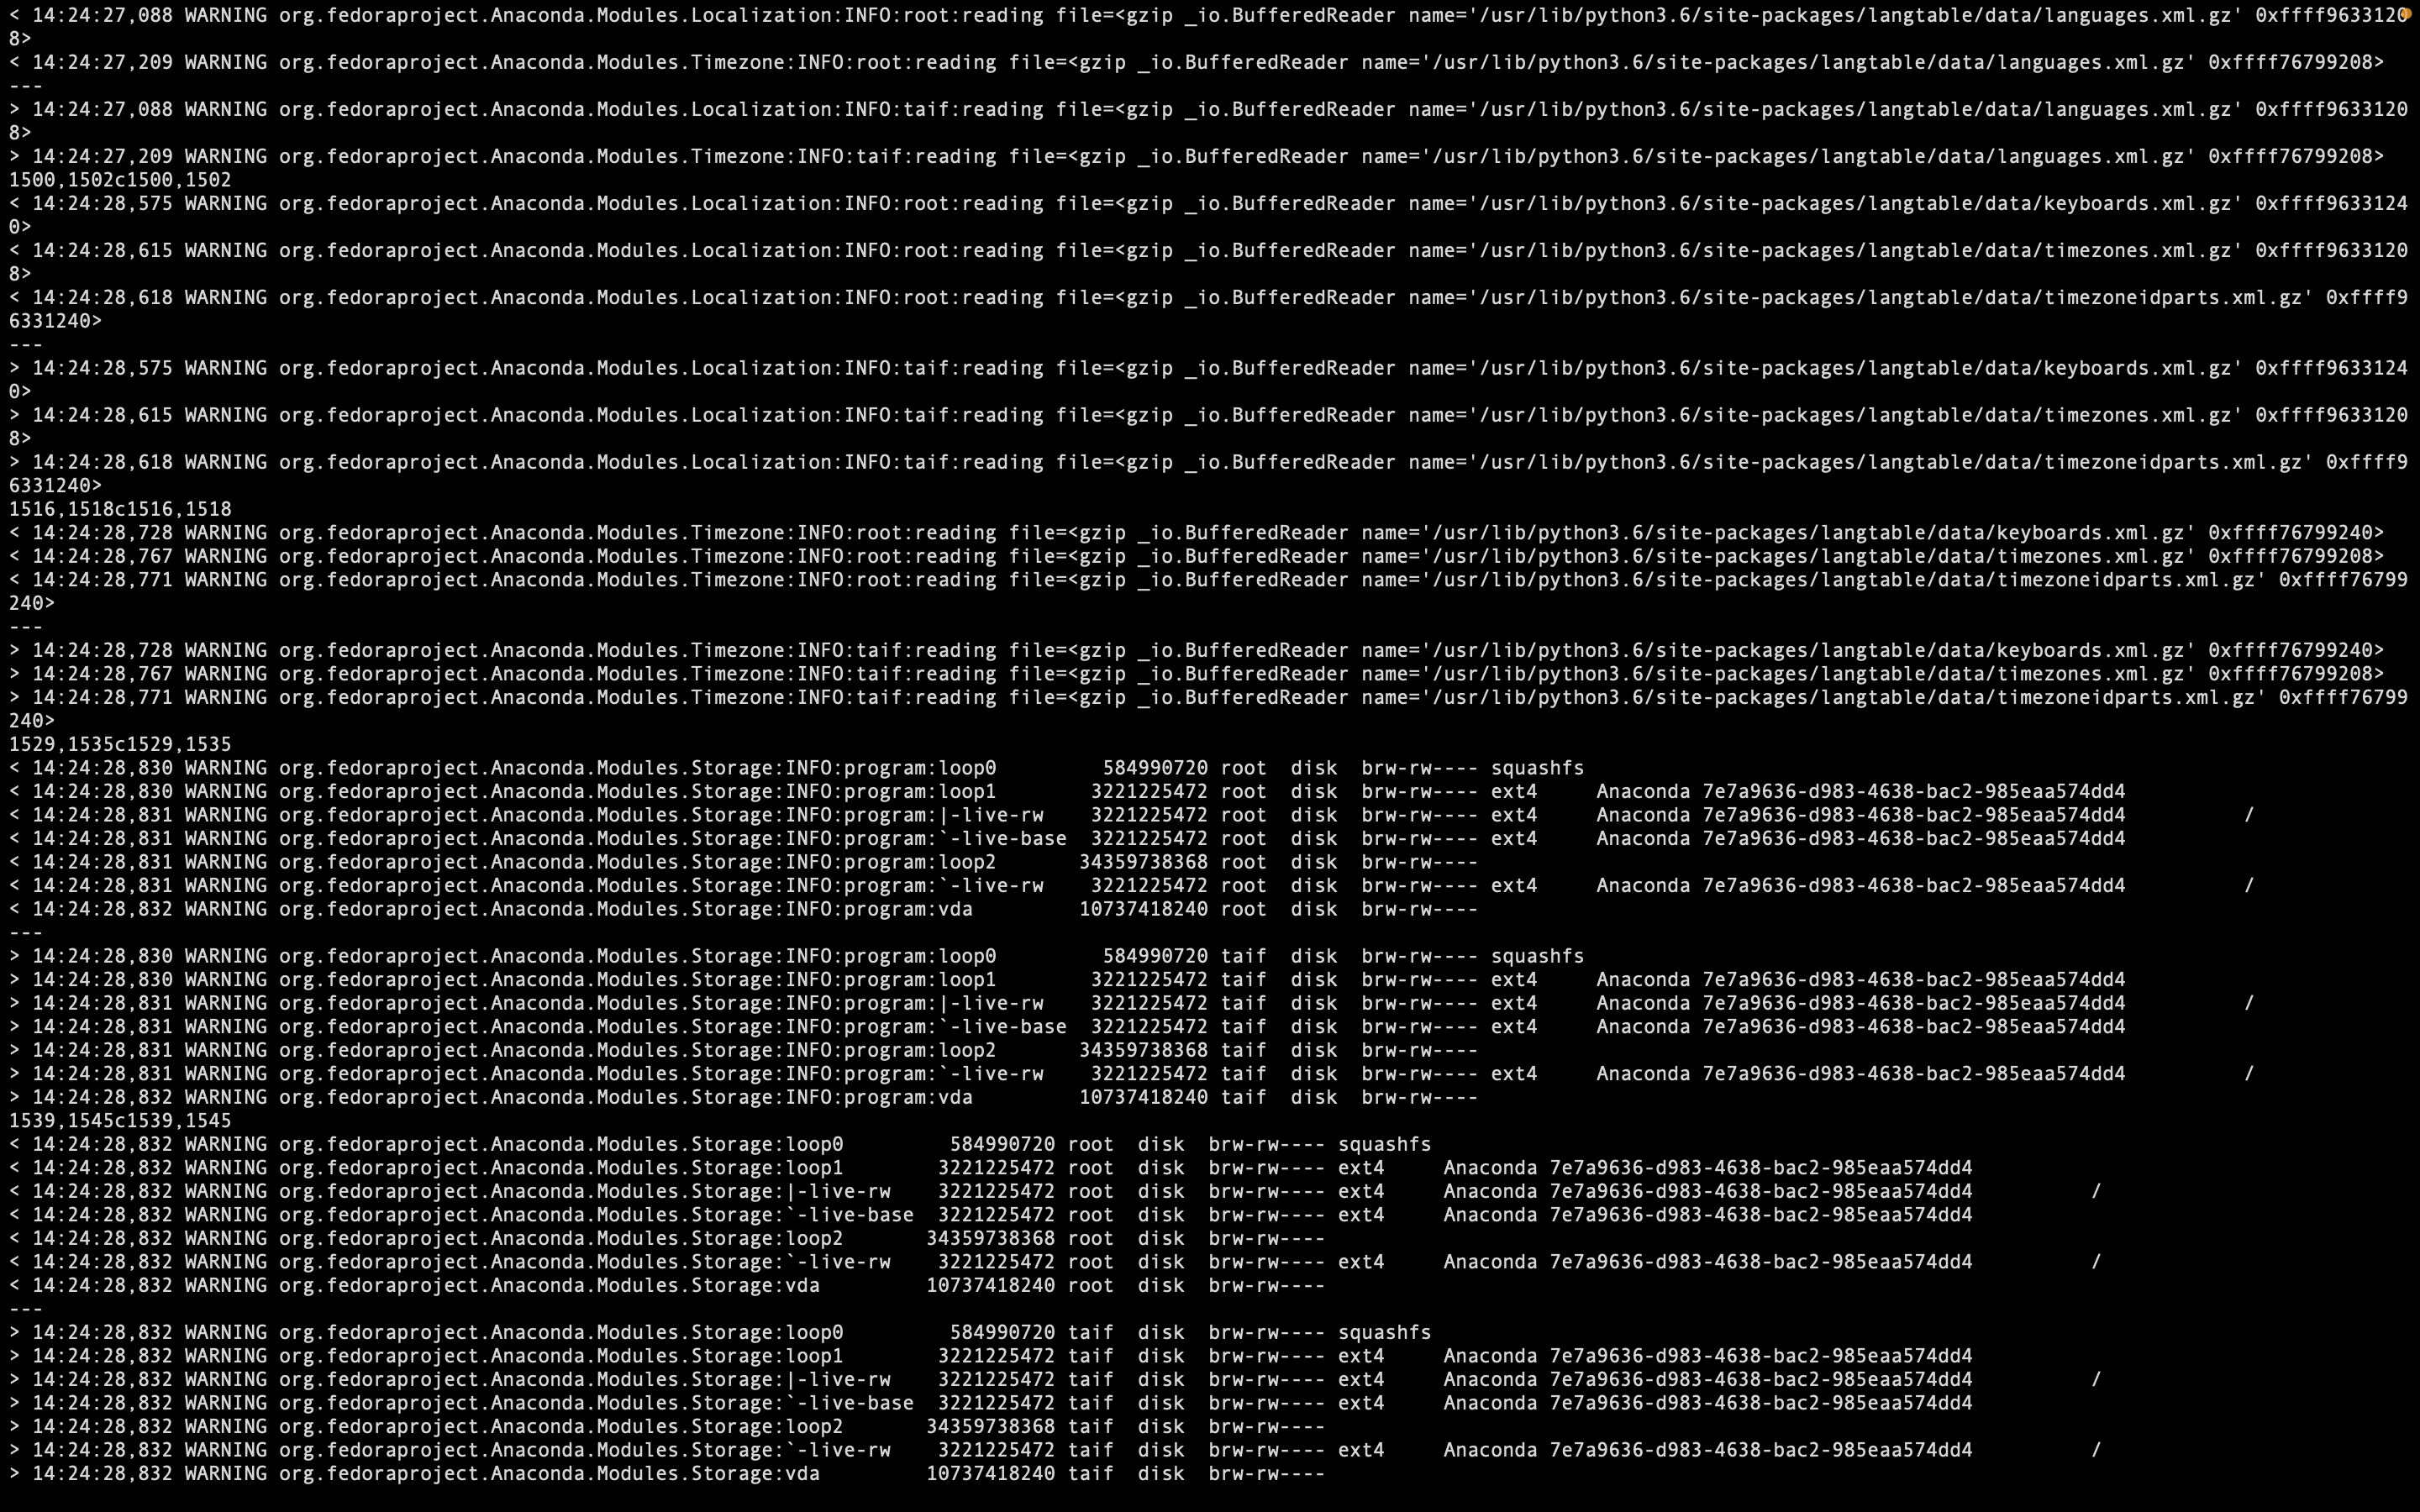 < 14:24:27,088 WARNING org.fedoraproject.Anaconda.Modules.Localization:INFO:root:reading file=<gzip _io.BufferedReader name='/usr/lib/python3.6/site-packages/langtable/data/languages.xml.gz' 0xffff9633120
8>
< 14:24:27,209 WARNING org.fedoraproject.Anaconda.Modules.Timezone:INFO:root:reading file=<gzip _io.BufferedReader name='/usr/lib/python3.6/site-packages/langtable/data/languages.xml.gz' 0xffff76799208>
---
> 14:24:27,088 WARNING org.fedoraproject.Anaconda.Modules.Localization:INFO:taif:reading file=<gzip _io.BufferedReader name='/usr/lib/python3.6/site-packages/langtable/data/languages.xml.gz' 0xffff9633120
8>
> 14:24:27,209 WARNING org.fedoraproject.Anaconda.Modules.Timezone:INFO:taif:reading file=<gzip _io.BufferedReader name='/usr/lib/python3.6/site-packages/langtable/data/languages.xml.gz' 0xffff76799208>
1500,1502c1500,1502
< 14:24:28,575 WARNING org.fedoraproject.Anaconda.Modules.Localization:INFO:root:reading file=<gzip _io.BufferedReader name='/usr/lib/python3.6/site-packages/langtable/data/keyboards.xml.gz' 0xffff9633124
0>
< 14:24:28,615 WARNING org.fedoraproject.Anaconda.Modules.Localization:INFO:root:reading file=<gzip _io.BufferedReader name='/usr/lib/python3.6/site-packages/langtable/data/timezones.xml.gz' 0xffff9633120
8>
< 14:24:28,618 WARNING org.fedoraproject.Anaconda.Modules.Localization:INFO:root:reading file=<gzip _io.BufferedReader name='/usr/lib/python3.6/site-packages/langtable/data/timezoneidparts.xml.gz' 0xffff9
6331240>
---
> 14:24:28,575 WARNING org.fedoraproject.Anaconda.Modules.Localization:INFO:taif:reading file=<gzip _io.BufferedReader name='/usr/lib/python3.6/site-packages/langtable/data/keyboards.xml.gz' 0xffff9633124
0>
> 14:24:28,615 WARNING org.fedoraproject.Anaconda.Modules.Localization:INFO:taif:reading file=<gzip _io.BufferedReader name='/usr/lib/python3.6/site-packages/langtable/data/timezones.xml.gz' 0xffff9633120
8>
> 14:24:28,618 WARNING org.fedoraproject.Anaconda.Modules.Localization:INFO:taif:reading file=<gzip _io.BufferedReader name='/usr/lib/python3.6/site-packages/langtable/data/timezoneidparts.xml.gz' 0xffff9
6331240>
1516,1518c1516,1518
< 14:24:28,728 WARNING org.fedoraproject.Anaconda.Modules.Timezone:INFO:root:reading file=<gzip _io.BufferedReader name='/usr/lib/python3.6/site-packages/langtable/data/keyboards.xml.gz' 0xffff76799240>
< 14:24:28,767 WARNING org.fedoraproject.Anaconda.Modules.Timezone:INFO:root:reading file=<gzip _io.BufferedReader name='/usr/lib/python3.6/site-packages/langtable/data/timezones.xml.gz' 0xffff76799208>
< 14:24:28,771 WARNING org.fedoraproject.Anaconda.Modules.Timezone:INFO:root:reading file=<gzip _io.BufferedReader name='/usr/lib/python3.6/site-packages/langtable/data/timezoneidparts.xml.gz' 0xffff76799
240>
---
> 14:24:28,728 WARNING org.fedoraproject.Anaconda.Modules.Timezone:INFO:taif:reading file=<gzip _io.BufferedReader name='/usr/lib/python3.6/site-packages/langtable/data/keyboards.xml.gz' 0xffff76799240>
> 14:24:28,767 WARNING org.fedoraproject.Anaconda.Modules.Timezone:INFO:taif:reading file=<gzip _io.BufferedReader name='/usr/lib/python3.6/site-packages/langtable/data/timezones.xml.gz' 0xffff76799208>
> 14:24:28,771 WARNING org.fedoraproject.Anaconda.Modules.Timezone:INFO:taif:reading file=<gzip _io.BufferedReader name='/usr/lib/python3.6/site-packages/langtable/data/timezoneidparts.xml.gz' 0xffff76799
240>
1529,1535c1529,1535
< 14:24:28,830 WARNING org.fedoraproject.Anaconda.Modules.Storage:INFO:program:loop0         584990720 root  disk  brw-rw---- squashfs
< 14:24:28,830 WARNING org.fedoraproject.Anaconda.Modules.Storage:INFO:program:loop1        3221225472 root  disk  brw-rw---- ext4     Anaconda 7e7a9636-d983-4638-bac2-985eaa574dd4
< 14:24:28,831 WARNING org.fedoraproject.Anaconda.Modules.Storage:INFO:program:|-live-rw    3221225472 root  disk  brw-rw---- ext4     Anaconda 7e7a9636-d983-4638-bac2-985eaa574dd4          /
< 14:24:28,831 WARNING org.fedoraproject.Anaconda.Modules.Storage:INFO:program:`-live-base  3221225472 root  disk  brw-rw---- ext4     Anaconda 7e7a9636-d983-4638-bac2-985eaa574dd4
< 14:24:28,831 WARNING org.fedoraproject.Anaconda.Modules.Storage:INFO:program:loop2       34359738368 root  disk  brw-rw----
< 14:24:28,831 WARNING org.fedoraproject.Anaconda.Modules.Storage:INFO:program:`-live-rw    3221225472 root  disk  brw-rw---- ext4     Anaconda 7e7a9636-d983-4638-bac2-985eaa574dd4          /
< 14:24:28,832 WARNING org.fedoraproject.Anaconda.Modules.Storage:INFO:program:vda         10737418240 root  disk  brw-rw----
---
> 14:24:28,830 WARNING org.fedoraproject.Anaconda.Modules.Storage:INFO:program:loop0         584990720 taif  disk  brw-rw---- squashfs
> 14:24:28,830 WARNING org.fedoraproject.Anaconda.Modules.Storage:INFO:program:loop1        3221225472 taif  disk  brw-rw---- ext4     Anaconda 7e7a9636-d983-4638-bac2-985eaa574dd4
> 14:24:28,831 WARNING org.fedoraproject.Anaconda.Modules.Storage:INFO:program:|-live-rw    3221225472 taif  disk  brw-rw---- ext4     Anaconda 7e7a9636-d983-4638-bac2-985eaa574dd4          /
> 14:24:28,831 WARNING org.fedoraproject.Anaconda.Modules.Storage:INFO:program:`-live-base  3221225472 taif  disk  brw-rw---- ext4     Anaconda 7e7a9636-d983-4638-bac2-985eaa574dd4
> 14:24:28,831 WARNING org.fedoraproject.Anaconda.Modules.Storage:INFO:program:loop2       34359738368 taif  disk  brw-rw----
> 14:24:28,831 WARNING org.fedoraproject.Anaconda.Modules.Storage:INFO:program:`-live-rw    3221225472 taif  disk  brw-rw---- ext4     Anaconda 7e7a9636-d983-4638-bac2-985eaa574dd4          /
> 14:24:28,832 WARNING org.fedoraproject.Anaconda.Modules.Storage:INFO:program:vda         10737418240 taif  disk  brw-rw----
1539,1545c1539,1545
< 14:24:28,832 WARNING org.fedoraproject.Anaconda.Modules.Storage:loop0         584990720 root  disk  brw-rw---- squashfs
< 14:24:28,832 WARNING org.fedoraproject.Anaconda.Modules.Storage:loop1        3221225472 root  disk  brw-rw---- ext4     Anaconda 7e7a9636-d983-4638-bac2-985eaa574dd4
< 14:24:28,832 WARNING org.fedoraproject.Anaconda.Modules.Storage:|-live-rw    3221225472 root  disk  brw-rw---- ext4     Anaconda 7e7a9636-d983-4638-bac2-985eaa574dd4          /
< 14:24:28,832 WARNING org.fedoraproject.Anaconda.Modules.Storage:`-live-base  3221225472 root  disk  brw-rw---- ext4     Anaconda 7e7a9636-d983-4638-bac2-985eaa574dd4
< 14:24:28,832 WARNING org.fedoraproject.Anaconda.Modules.Storage:loop2       34359738368 root  disk  brw-rw----
< 14:24:28,832 WARNING org.fedoraproject.Anaconda.Modules.Storage:`-live-rw    3221225472 root  disk  brw-rw---- ext4     Anaconda 7e7a9636-d983-4638-bac2-985eaa574dd4          /
< 14:24:28,832 WARNING org.fedoraproject.Anaconda.Modules.Storage:vda         10737418240 root  disk  brw-rw----
---
> 14:24:28,832 WARNING org.fedoraproject.Anaconda.Modules.Storage:loop0         584990720 taif  disk  brw-rw---- squashfs
> 14:24:28,832 WARNING org.fedoraproject.Anaconda.Modules.Storage:loop1        3221225472 taif  disk  brw-rw---- ext4     Anaconda 7e7a9636-d983-4638-bac2-985eaa574dd4
> 14:24:28,832 WARNING org.fedoraproject.Anaconda.Modules.Storage:|-live-rw    3221225472 taif  disk  brw-rw---- ext4     Anaconda 7e7a9636-d983-4638-bac2-985eaa574dd4          /
> 14:24:28,832 WARNING org.fedoraproject.Anaconda.Modules.Storage:`-live-base  3221225472 taif  disk  brw-rw---- ext4     Anaconda 7e7a9636-d983-4638-bac2-985eaa574dd4
> 14:24:28,832 WARNING org.fedoraproject.Anaconda.Modules.Storage:loop2       34359738368 taif  disk  brw-rw----
> 14:24:28,832 WARNING org.fedoraproject.Anaconda.Modules.Storage:`-live-rw    3221225472 taif  disk  brw-rw---- ext4     Anaconda 7e7a9636-d983-4638-bac2-985eaa574dd4          /
> 14:24:28,832 WARNING org.fedoraproject.Anaconda.Modules.Storage:vda         10737418240 taif  disk  brw-rw----